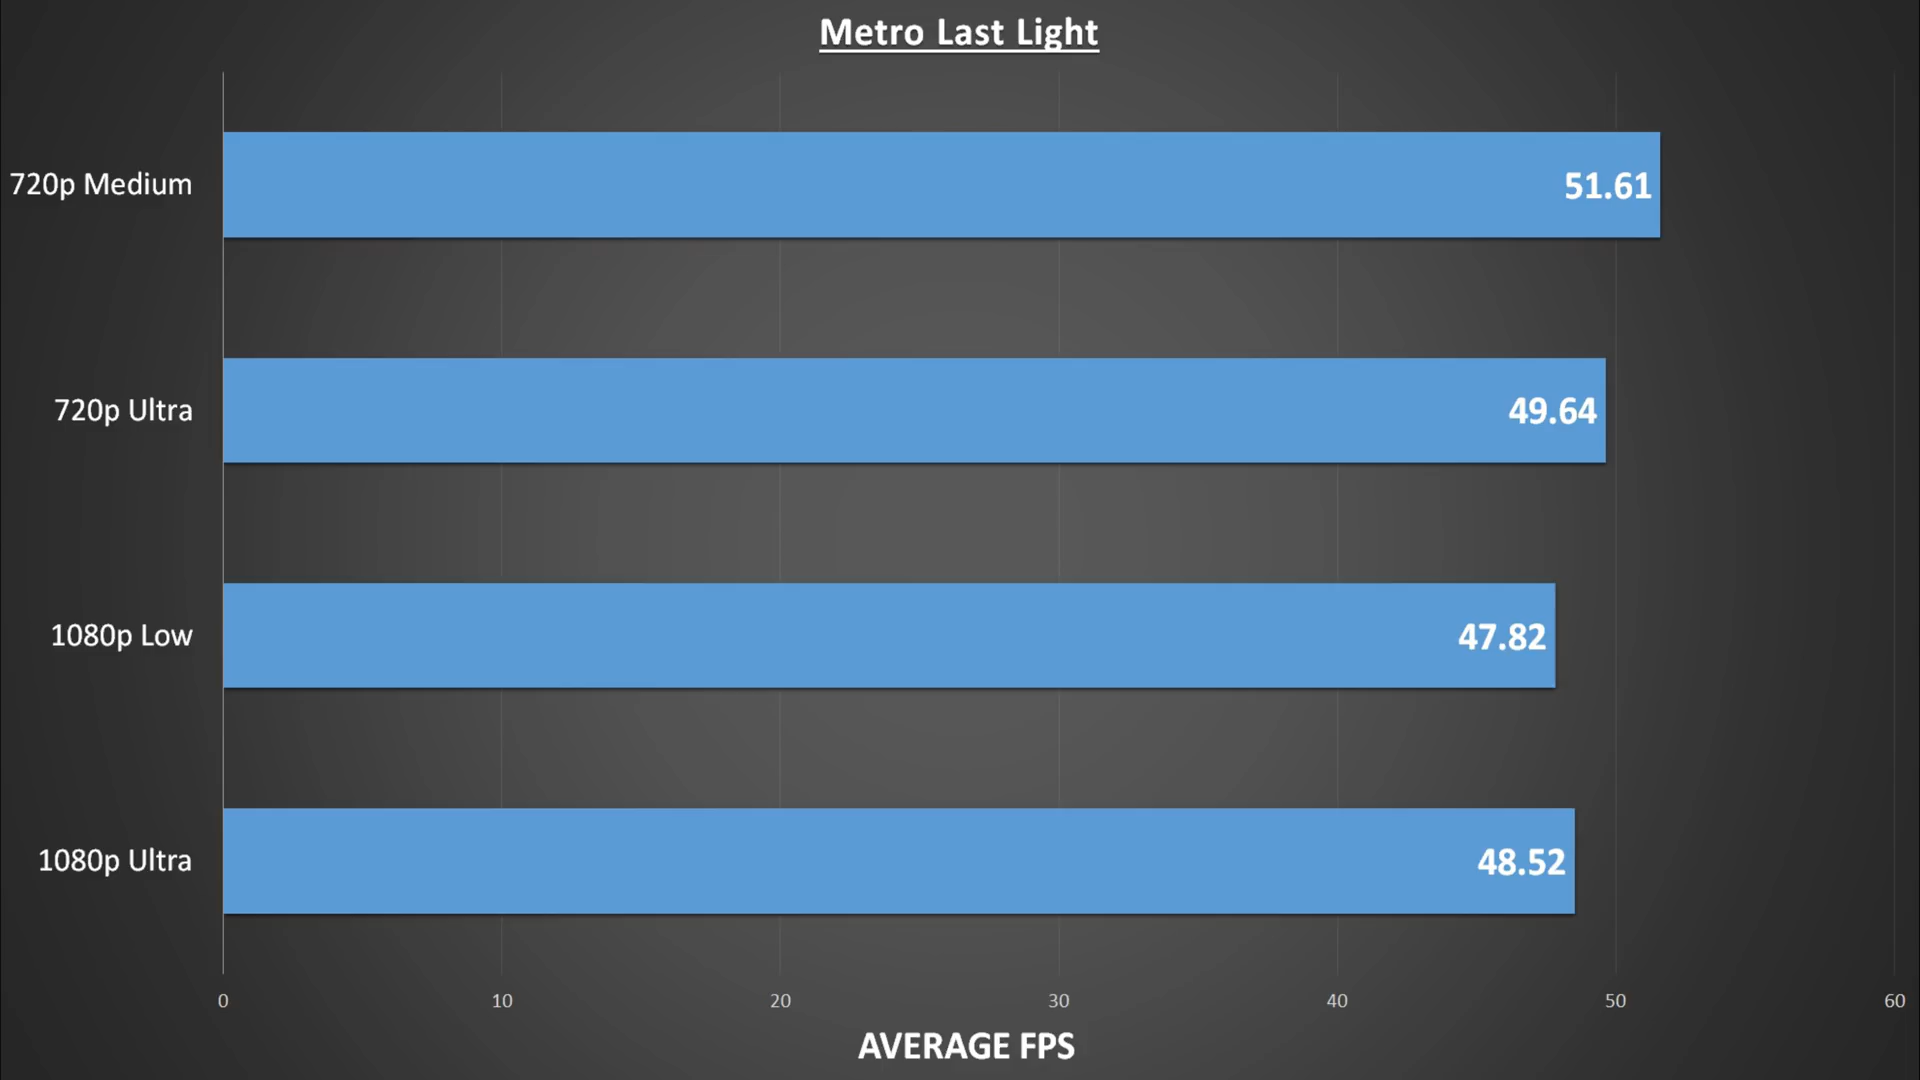 Metro Last Light
720p Medium
51.61
720p Ultra
49.64
1080p Low
47.82
1080p Ultra
48.52
0 10 20 30 40 50 60
AVERAGE FPS